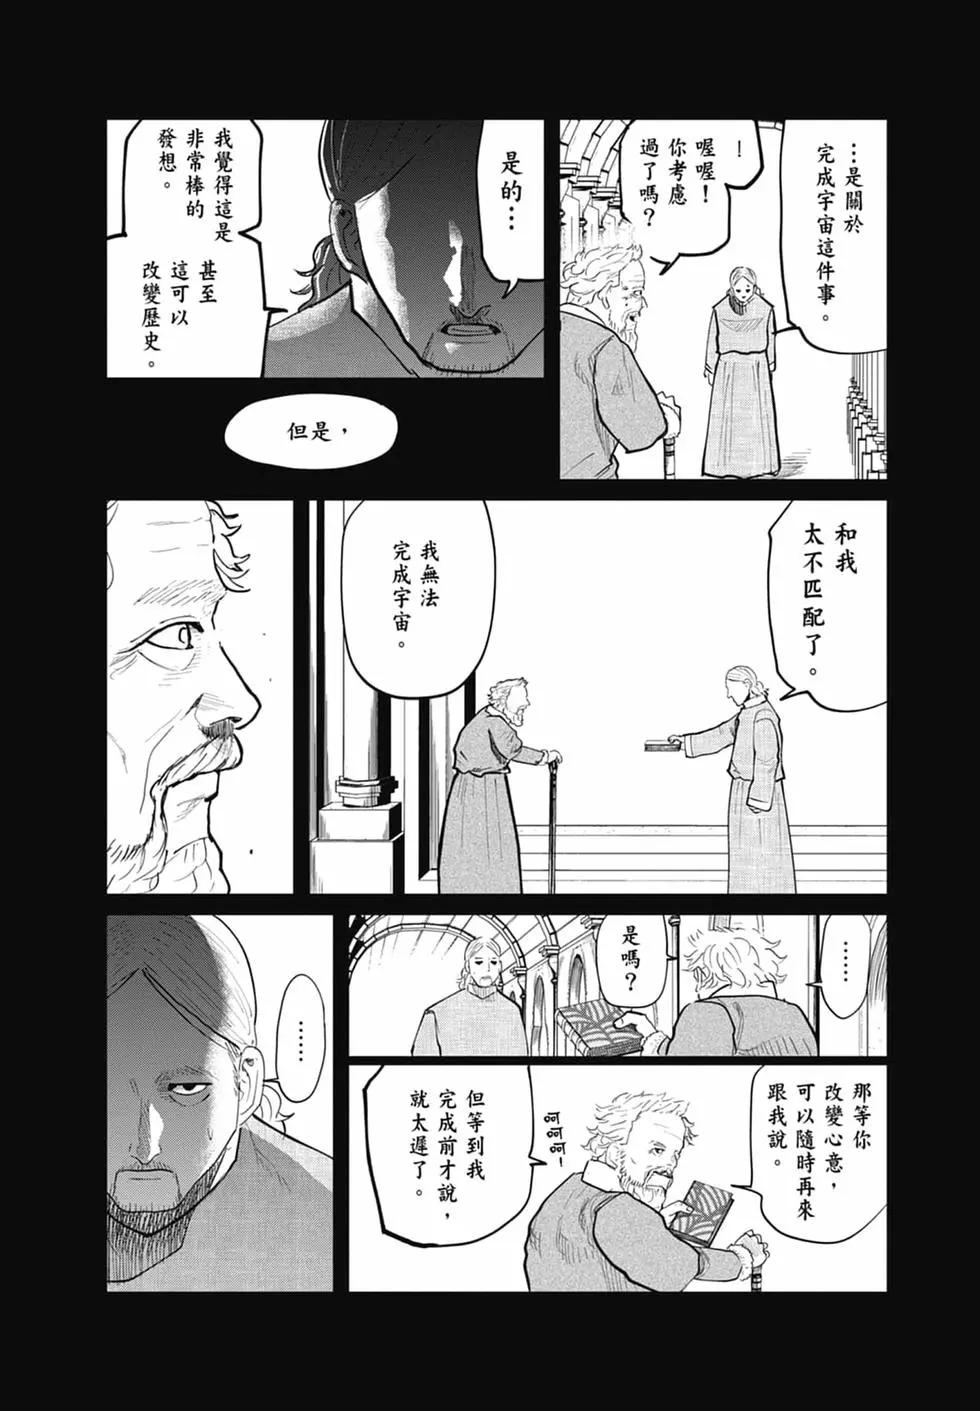 …是關於
完成宇宙這件事。
！
喔喔！
你考慮
過了嗎？
是的…
我覺得這是
非常棒的
發想。
甚至
這可以
改變歷史。
但是，
和我
太不匹配了。
我無法
完成宇宙。
……
是嗎？
那等你
改變心意，
可以隨時再來
跟我說。
呵呵呵！
但等到我
完成前才說，
就太遲了。
……